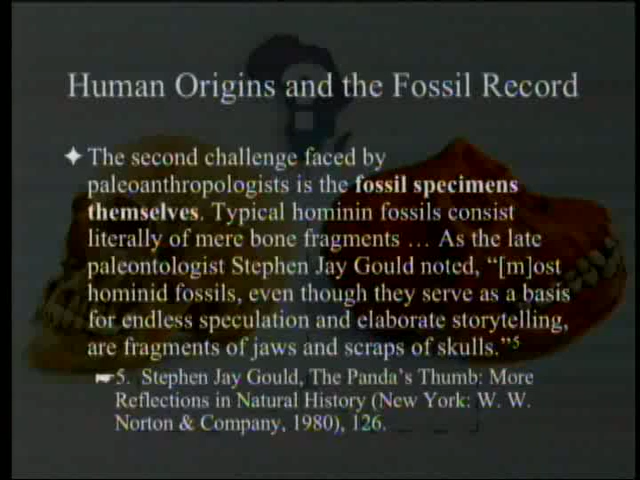 Human Origins and the Fossil Record
The second challenge faced by
paleoanthropologists is the fossil specimens
themselves. Typical hominin fossils consist
literally of mere bone fragments … As the late
paleontologist Stephen Jay Gould noted, “[m]ost
hominid fossils, even though they serve as a basis
for endless speculation and elaborate storytelling,
are fragments of jaws and scraps of skulls.”5
5. Stephen Jay Gould, The Panda’s Thumb: More
Reflections in Natural History (New York: W. W.
Norton & Company, 1980), 126.